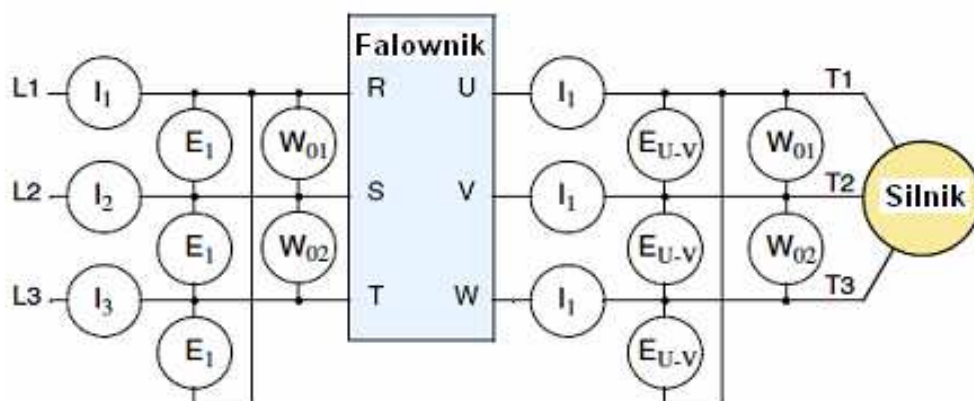 Falownik
L1 I1 R U I1 T1
E1 W01 EU-V W01
L2 I2 S V I1 T2 Silnik
E1 W02 EU-V W02
L3 I3 T W I1 T3
E1 EU-V